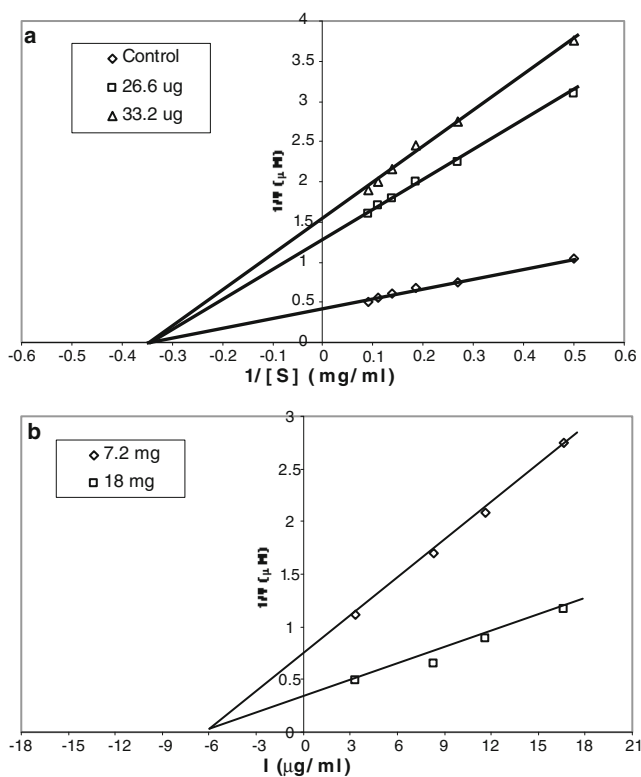 a
Control
26.6 ug
33.2 ug
4
3.5
3
2.5
2
1.5
1
0.5
0
-0.6 -0.5 -0.4 -0.3 -0.2 -0.1 0 0.1 0.2 0.3 0.4 0.5 0.6
1/[S] (mg/ml)
b
7.2 mg
18 mg
3
2.5
2
1.5
1
0.5
0
-18 -15 -12 -9 -6 -3 0 3 6 9 12 15 18 21
I (µg/ml)